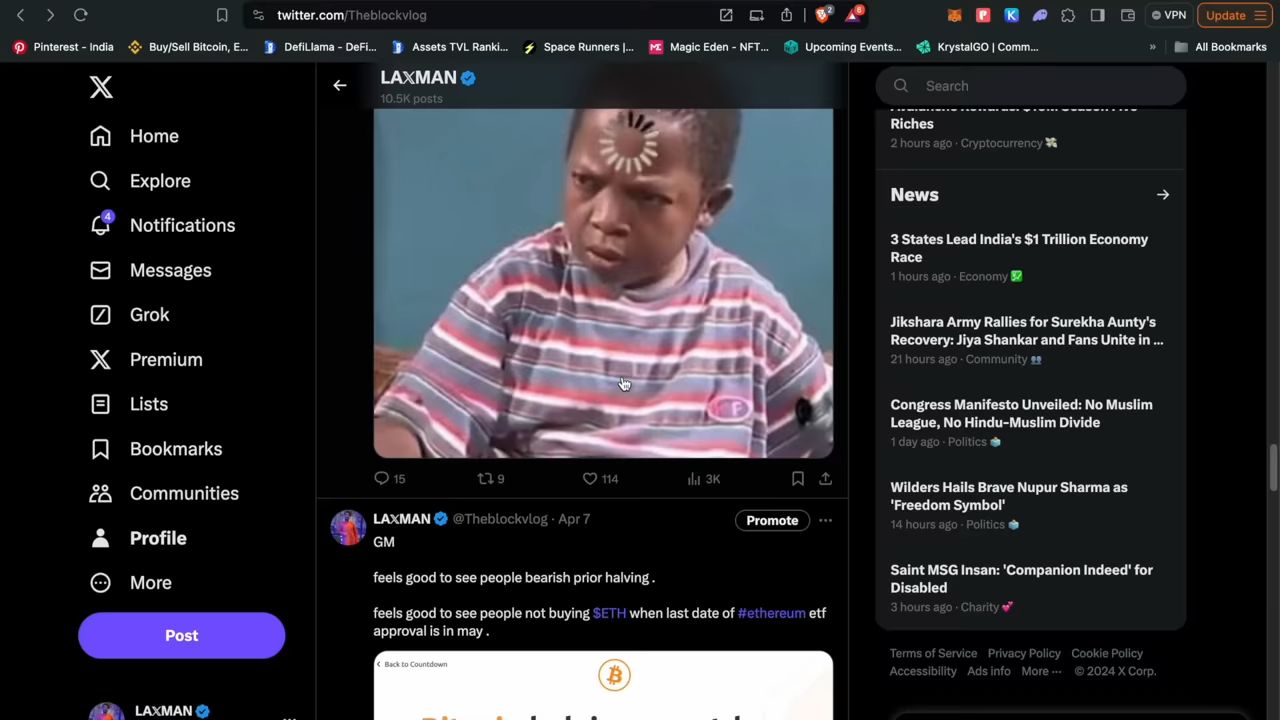 twitter.com/Theblockvlog
6
VPN
Update
Pinterest - India
Buy/Sell Bitcoin, E...
DefiLlama - DeFi...
Assets TVL Ranki...
Space Runners |...
Magic Eden - NFT...
Upcoming Events...
KrystalGO | Comm...
»
All Bookmarks
Home
Explore
4
Notifications
Messages
Grok
Premium
Lists
Bookmarks
Communities
Profile
More
Post
LAXMAN
LAXMAN
10.5K posts
15
9
114
3K
LAXMAN @Theblockvlog · Apr 7
Promote
GM
feels good to see people bearish prior halving .
feels good to see people not buying $ETH when last date of #ethereum etf
approval is in may .
Back to Countdown
Search
Riches
2 hours ago · Cryptocurrency 💸
News
3 States Lead India's $1 Trillion Economy
Race
1 hours ago · Economy 💹
Jikshara Army Rallies for Surekha Aunty's
Recovery: Jiya Shankar and Fans Unite in ...
21 hours ago · Community 👥
Congress Manifesto Unveiled: No Muslim
League, No Hindu-Muslim Divide
1 day ago · Politics 🗳️
Wilders Hails Brave Nupur Sharma as
'Freedom Symbol'
14 hours ago · Politics 🗳️
Saint MSG Insan: 'Companion Indeed' for
Disabled
3 hours ago · Charity 💕
Terms of Service Privacy Policy Cookie Policy
Accessibility Ads info More ··· © 2024 X Corp.